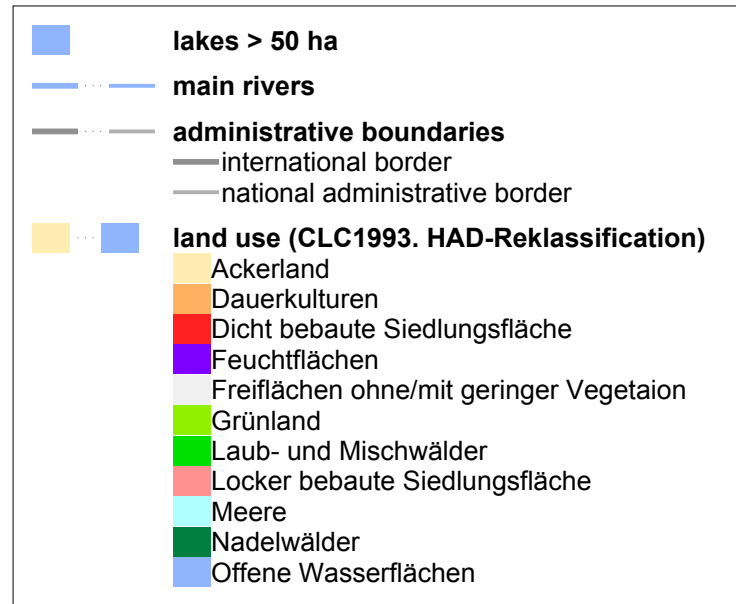 lakes > 50 ha
main rivers
administrative boundaries
international border
national administrative border
land use (CLC1993. HAD-Reklassification)
Ackerland
Dauerkulturen
Dicht bebaute Siedlungsfläche
Feuchtflächen
Freiflächen ohne/mit geringer Vegetaion
Grünland
Laub- und Mischwälder
Locker bebaute Siedlungsfläche
Meere
Nadelwälder
Offene Wasserflächen